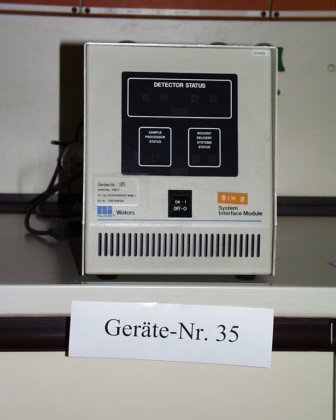 DETECTOR STATUS
SAMPLE
PROCESSOR
STATUS
SOLVENT
DELIVERY
SYSTEMS
STATUS
Geräte-Nr.: 35
ON - I
OFF - O
SIM
Waters
System
Interface Module
Geräte-Nr. 35